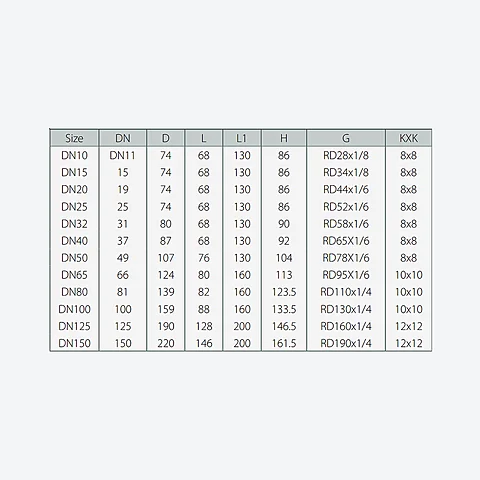 Size DN D L L1 H G KXK
DN10 DN11 74 68 130 86 RD28x1/8 8x8
DN15 15 74 68 130 86 RD34x1/8 8x8
DN20 19 74 68 130 86 RD44x1/6 8x8
DN25 25 74 68 130 86 RD52x1/6 8x8
DN32 31 80 68 130 90 RD58x1/6 8x8
DN40 37 87 68 130 92 RD65X1/6 8x8
DN50 49 107 76 130 104 RD78X1/6 8x8
DN65 66 124 80 160 113 RD95X1/6 10x10
DN80 81 139 82 160 123.5 RD110x1/4 10x10
DN100 100 159 88 160 133.5 RD130x1/4 10x10
DN125 125 190 128 200 146.5 RD160x1/4 12x12
DN150 150 220 146 200 161.5 RD190x1/4 12x12